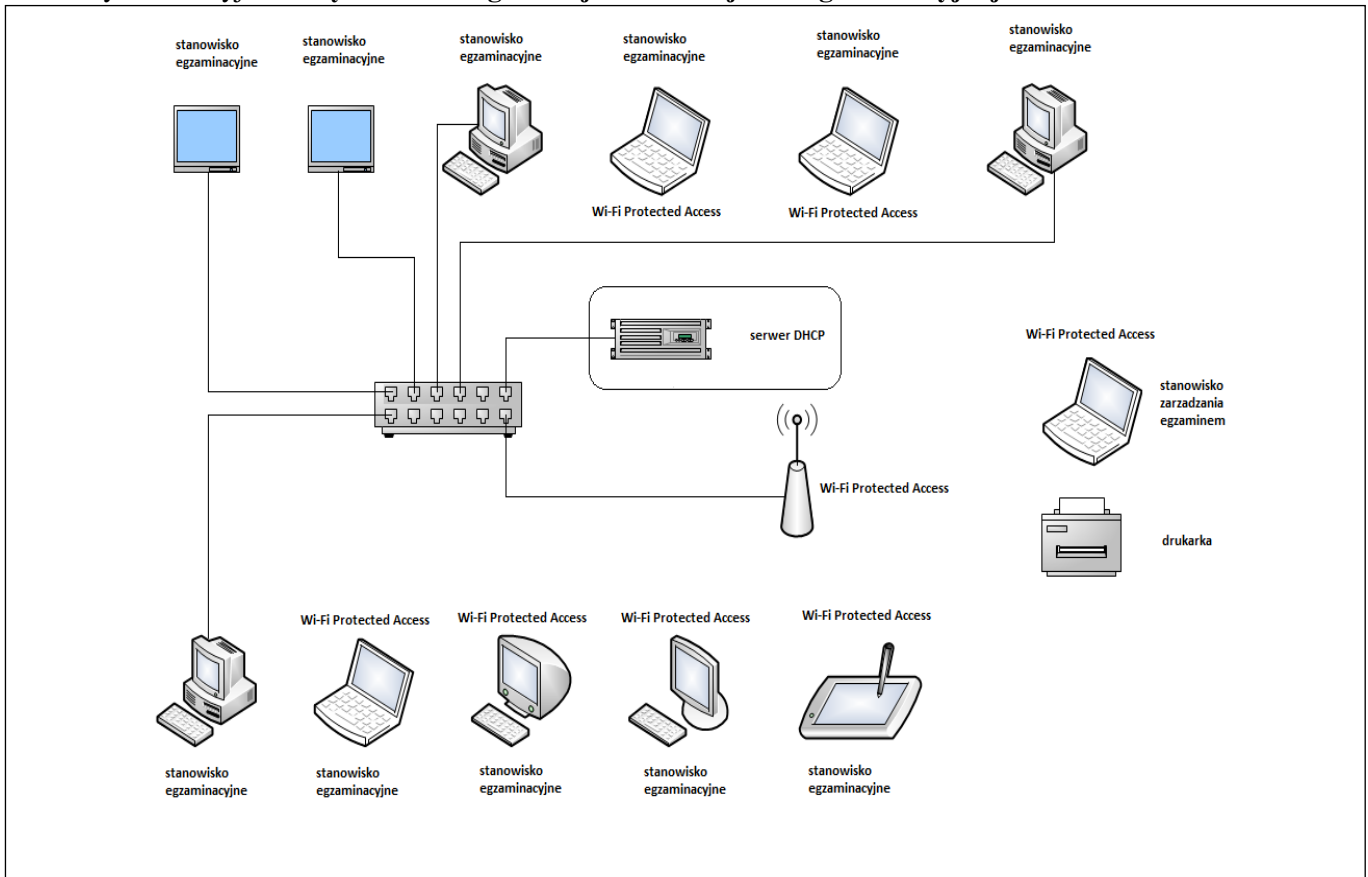 stanowisko
egzaminacyjne
stanowisko
egzaminacyjne
stanowisko
egzaminacyjne
stanowisko
egzaminacyjne
stanowisko
egzaminacyjne
stanowisko
egzaminacyjne
Wi-Fi Protected Access
Wi-Fi Protected Access
serwer DHCP
Wi-Fi Protected Access
stanowisko
zarzadzania
egzaminem
Wi-Fi Protected Access
drukarka
Wi-Fi Protected Access
Wi-Fi Protected Access
Wi-Fi Protected Access
Wi-Fi Protected Access
stanowisko
egzaminacyjne
stanowisko
egzaminacyjne
stanowisko
egzaminacyjne
stanowisko
egzaminacyjne
stanowisko
egzaminacyjne